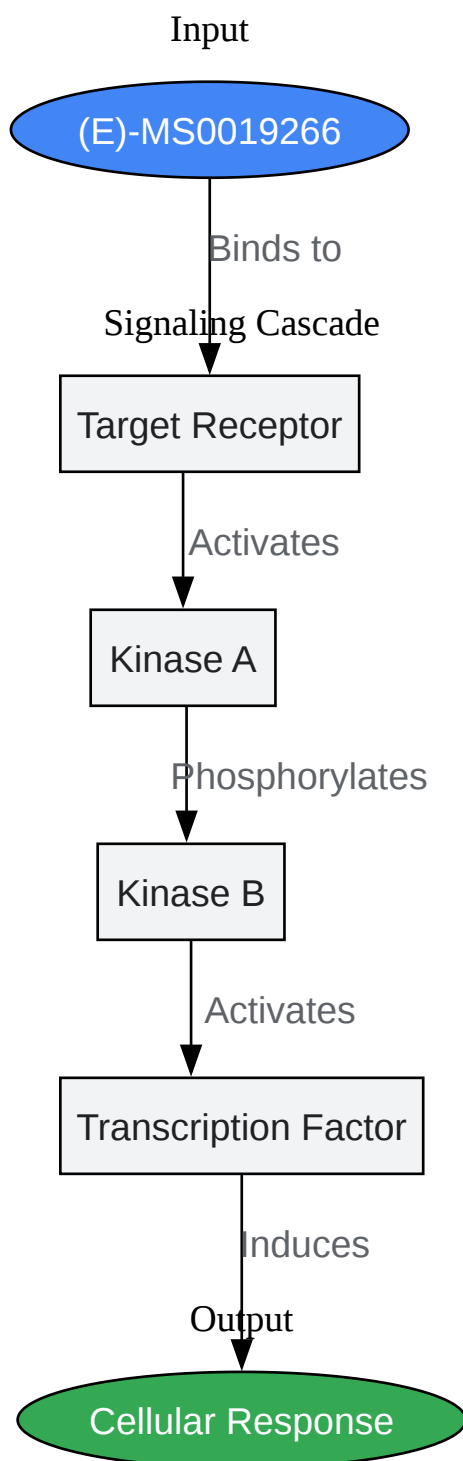 Input
(E)-MS0019266
Binds to
Signaling Cascade
Target Receptor
Activates
Kinase A
Phosphorylates
Kinase B
Activates
Transcription Factor
Induces
Output
Cellular Response